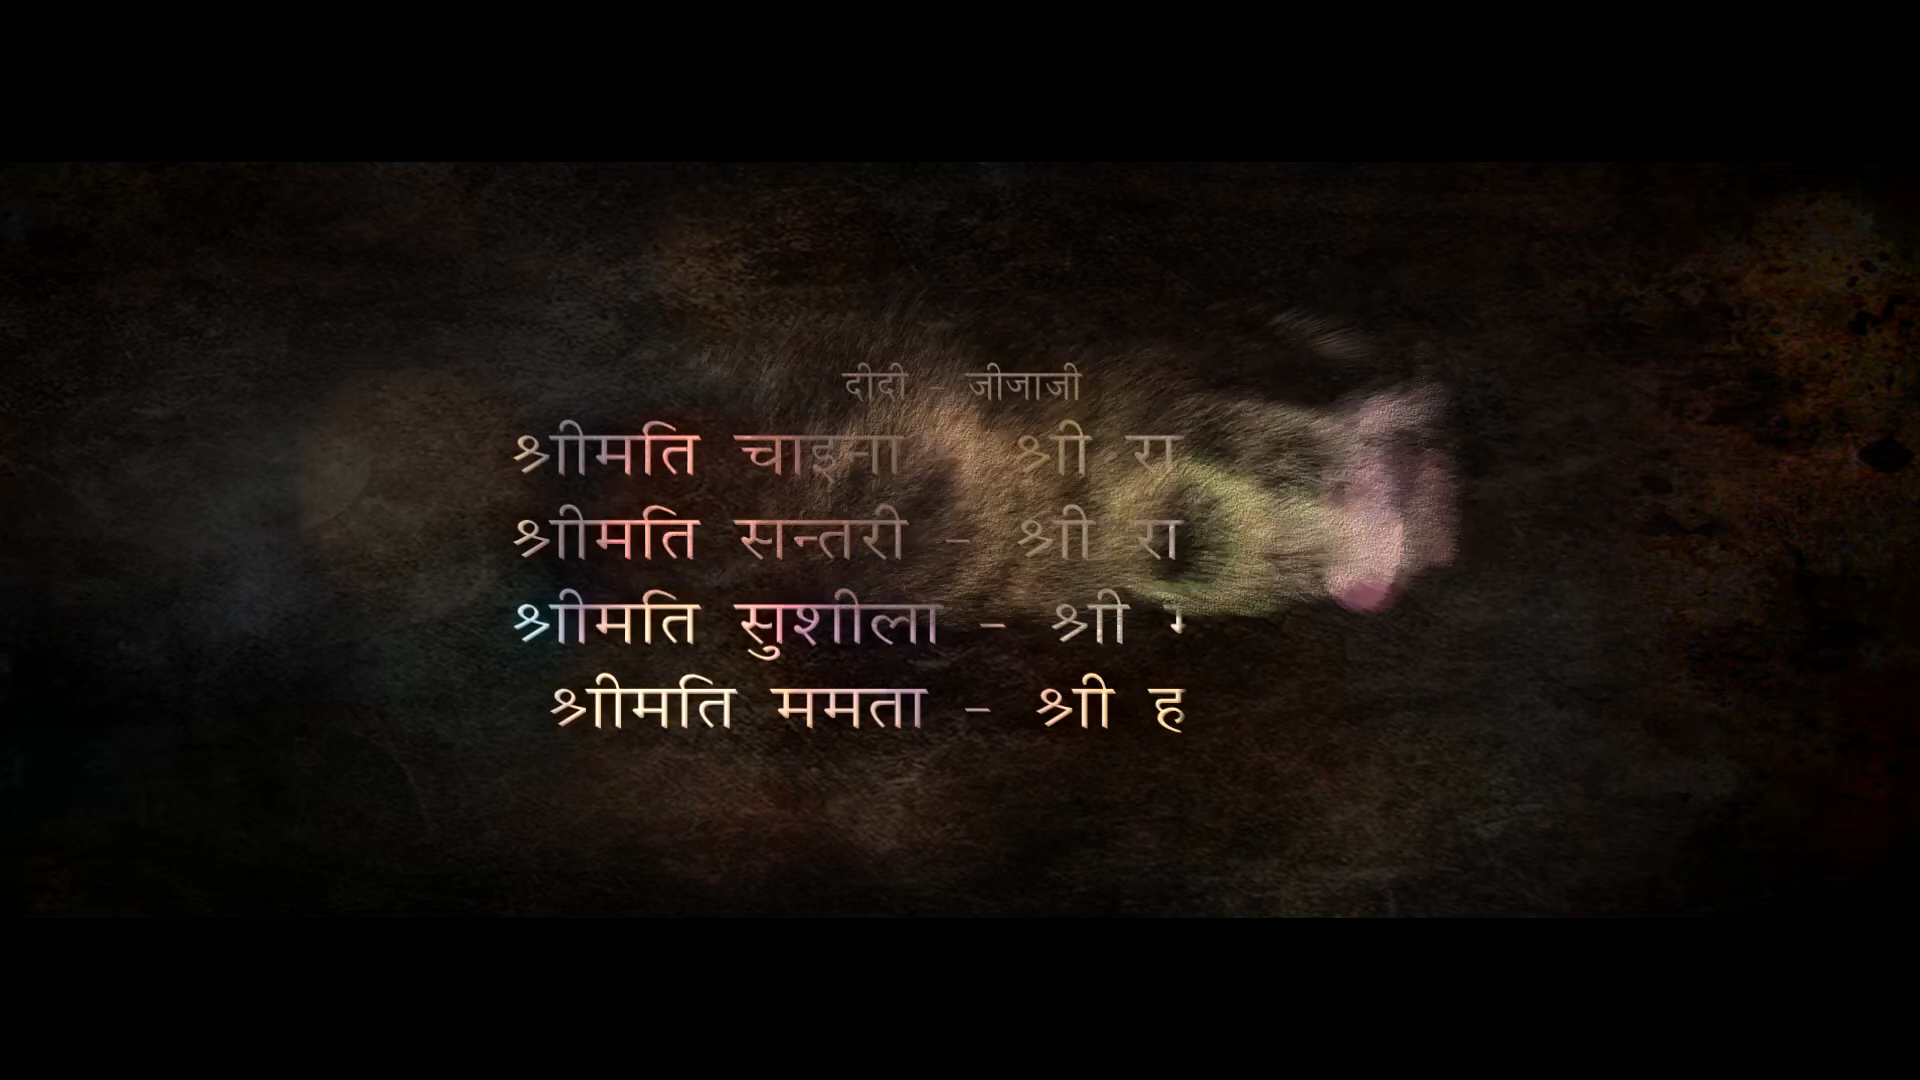 दीदी - जीजाजी
श्रीमति चाइना श्री रा
श्रीमति सन्तरी - श्री रा
श्रीमति सुशीला - श्री
श्रीमति ममता - श्री ह